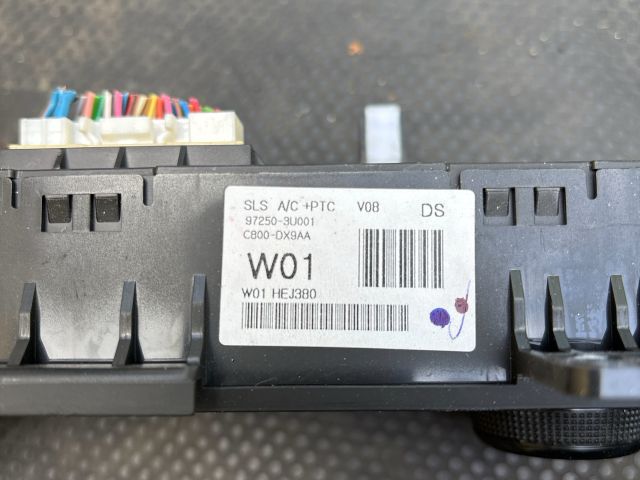 SLS A/C +PTC V08 DS
97250-3U001
C800-DX9AA
W01
W01 HEJ380